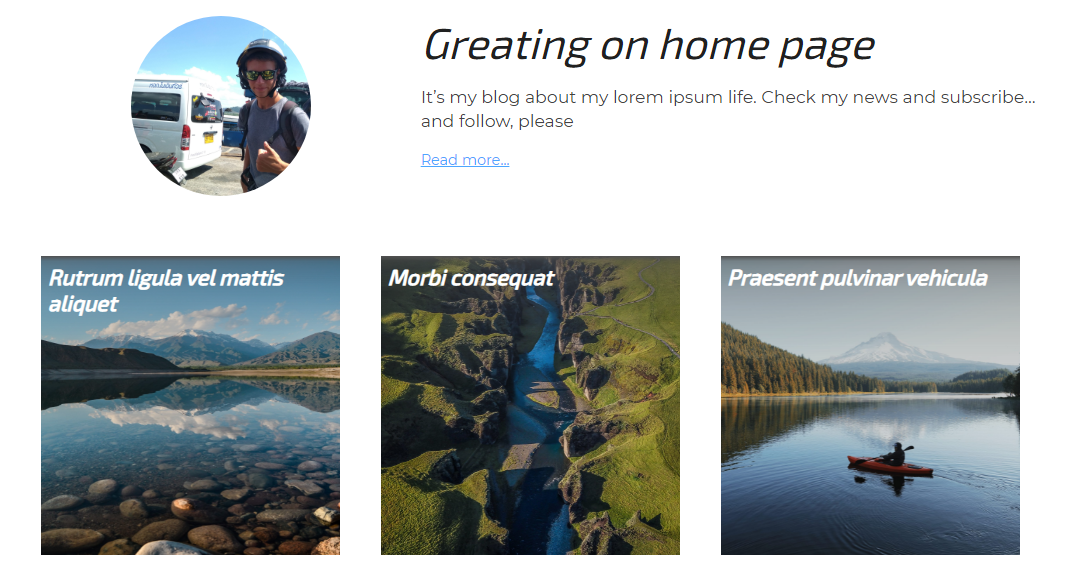 Greating on home page
It's my blog about my lorem ipsum life. Check my news and subscribe...
and follow, please
Read more...
Rutrum ligula vel mattis
aliquet
Morbi consequat
Praesent pulvinar vehicula